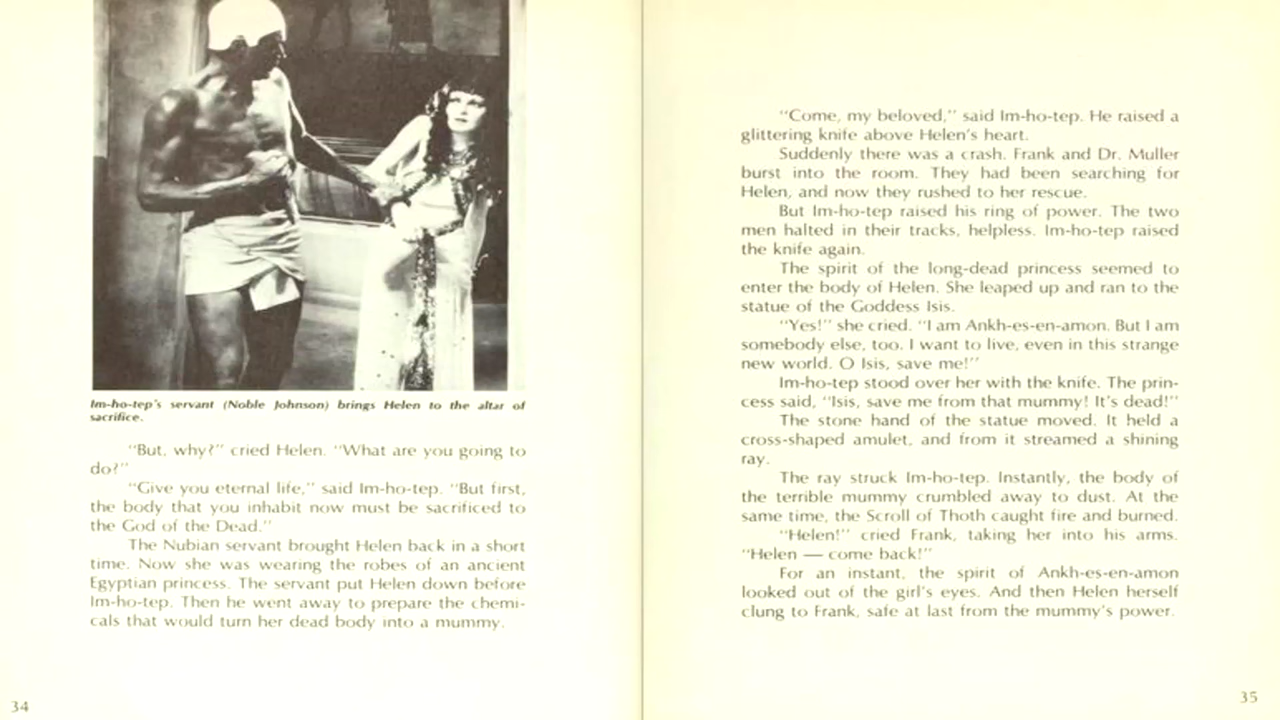 Im-ho-tep's servant (Noble Johnson) brings Helen to the altar of
sacrifice.
"But, why?" cried Helen. "What are you going to
do?"
"Give you eternal life," said Im-ho-tep. "But first,
the body that you inhabit now must be sacrificed to
the God of the Dead."
The Nubian servant brought Helen back in a short
time. Now she was wearing the robes of an ancient
Egyptian princess. The servant put Helen down before
Im-ho-tep. Then he went away to prepare the chemi-
cals that would turn her dead body into a mummy.
34
"Come, my beloved," said Im-ho-tep. He raised a
glittering knife above Helen's heart.
Suddenly there was a crash. Frank and Dr. Muller
burst into the room. They had been searching for
Helen, and now they rushed to her rescue.
But Im-ho-tep raised his ring of power. The two
men halted in their tracks, helpless. Im-ho-tep raised
the knife again.
The spirit of the long-dead princess seemed to
enter the body of Helen. She leaped up and ran to the
statue of the Goddess Isis.
"Yes!" she cried. "I am Ankh-es-en-amon. But I am
somebody else, too. I want to live, even in this strange
new world. O Isis, save me!"
Im-ho-tep stood over her with the knife. The prin-
cess said, "Isis, save me from that mummy! It's dead!"
The stone hand of the statue moved. It held a
cross-shaped amulet, and from it streamed a shining
ray.
The ray struck Im-ho-tep. Instantly, the body of
the terrible mummy crumbled away to dust. At the
same time, the Scroll of Thoth caught fire and burned.
"Helen!" cried Frank, taking her into his arms.
"Helen — come back!"
For an instant, the spirit of Ankh-es-en-amon
looked out of the girl's eyes. And then Helen herself
clung to Frank, safe at last from the mummy's power.
35